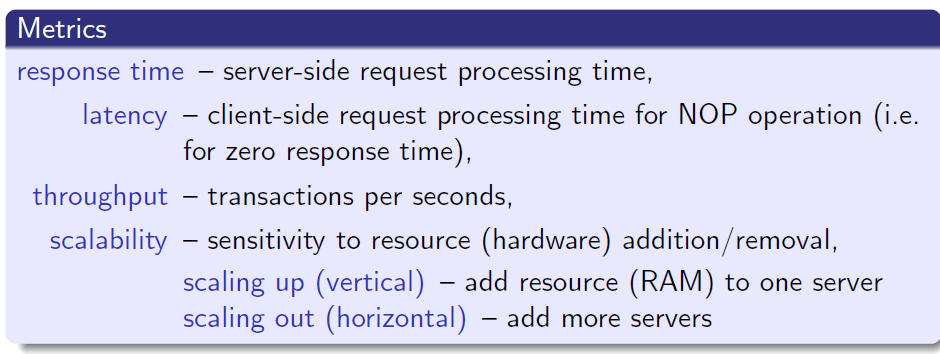 Metrics
response time – server-side request processing time,
latency – client-side request processing time for NOP operation (i.e.
for zero response time),
throughput – transactions per seconds,
scalability – sensitivity to resource (hardware) addition/removal,
scaling up (vertical) – add resource (RAM) to one server
scaling out (horizontal) – add more servers